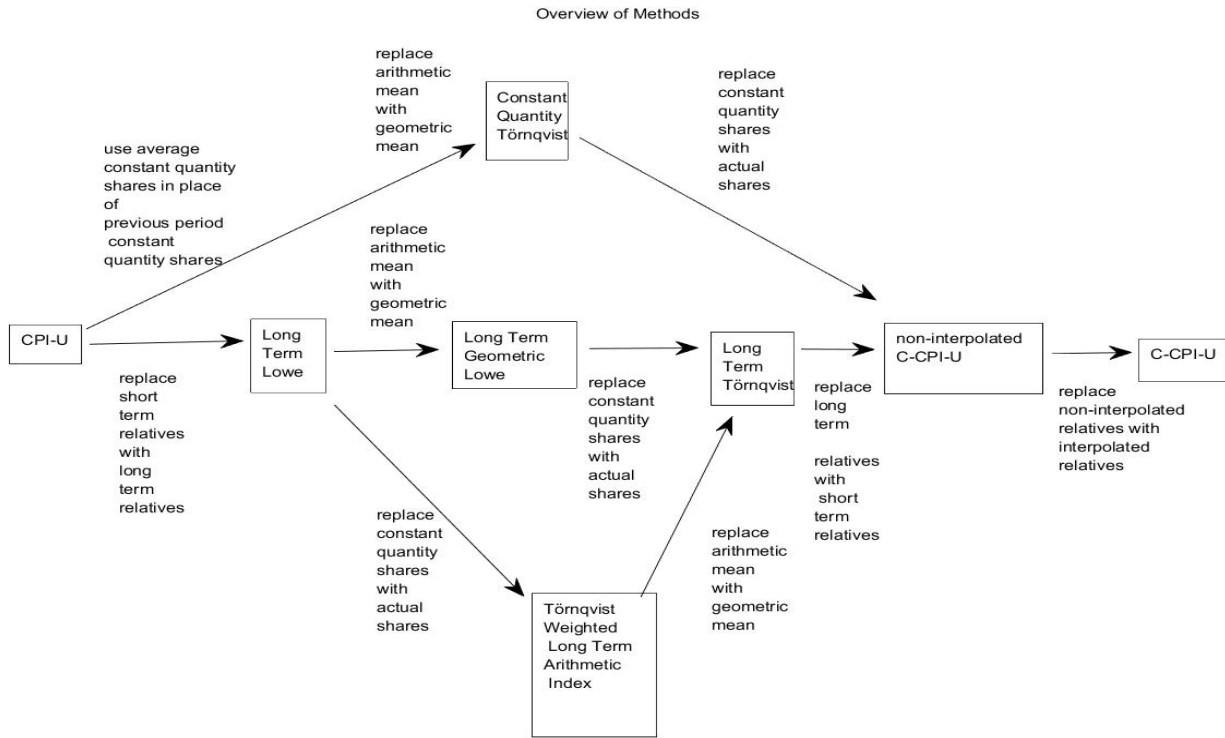 Overview of Methods
replace
arithmetic
mean
with
geometric
mean
Constant
Quantity
Törnqvist
replace
constant
quantity
shares
with
actual
shares
use average
constant quantity
shares in place
of
previous period
constant
quantity shares
replace
arithmetic
mean
with
geometric
mean
CPI-U
Long
Term
Lowe
Long Term
Geometric
Lowe
Long
Term
Törnqvist
non-interpolated
C-CPI-U
C-CPI-U
replace
short
term
relatives
with
long
term
relatives
replace
constant
quantity
shares
with
actual
shares
replace
long
term
relatives
with
short
term
relatives
replace
non-interpolated
relatives with
interpolated
relatives
replace
constant
quantity
shares
with
actual
shares
replace
arithmetic
mean
with
geometric
mean
Törnqvist
Weighted
Long Term
Arithmetic
Index